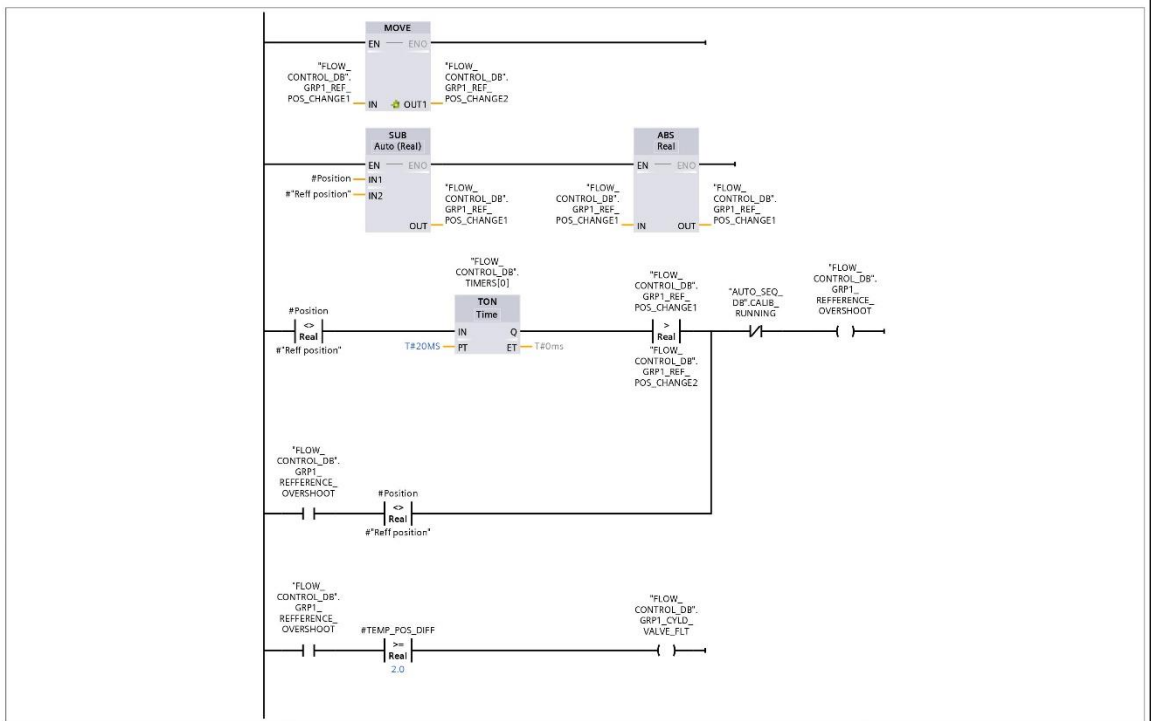 MOVE
EN ENO
"FLOW_
CONTROL_DB".
GRP1_REF_
POS_CHANGE1
IN OUT1
"FLOW_
CONTROL_DB".
GRP1_REF_
POS_CHANGE2
SUB
Auto (Real)
EN ENO
#Position
IN1
#"Reff position"
IN2
OUT
"FLOW_
CONTROL_DB".
GRP1_REF_
POS_CHANGE1
ABS
Real
EN ENO
"FLOW_
CONTROL_DB".
GRP1_REF_
POS_CHANGE1
IN OUT
"FLOW_
CONTROL_DB".
GRP1_REF_
POS_CHANGE1
#Position
<>
Real
#"Reff position"
"FLOW_
CONTROL_DB".
TIMERS[0]
TON
Time
IN Q
T#20MS
PT ET
T#0ms
"FLOW_
CONTROL_DB".
GRP1_REF_
POS_CHANGE1
>
Real
"FLOW_
CONTROL_DB".
GRP1_REF_
POS_CHANGE2
"AUTO_SEQ_
DB".CALIB_
RUNNING
"FLOW_
CONTROL_DB".
GRP1_
REFFERENCE_
OVERSHOOT
"FLOW_
CONTROL_DB".
GRP1_
REFFERENCE_
OVERSHOOT
#Position
<>
Real
#"Reff position"
"FLOW_
CONTROL_DB".
GRP1_
REFFERENCE_
OVERSHOOT
#TEMP_POS_DIFF
>=
Real
2.0
"FLOW_
CONTROL_DB".
GRP1_CYLD_
VALVE_FLT